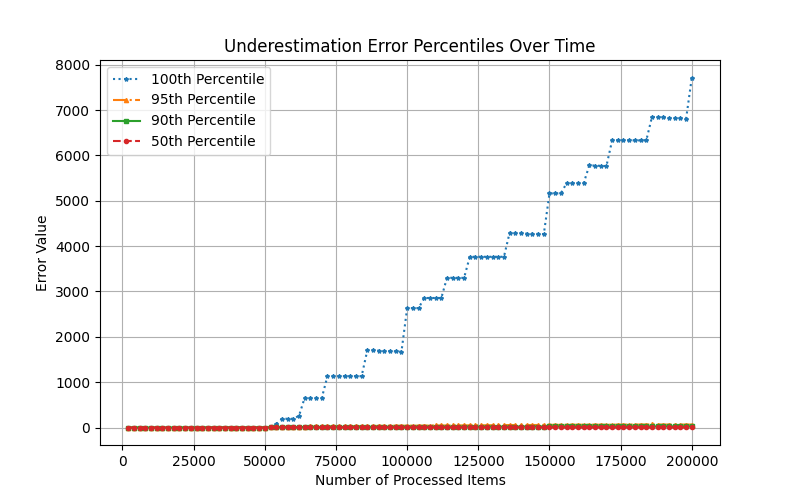 Underestimation Error Percentiles Over Time
8000
7000
6000
5000
4000
3000
2000
1000
0
Error Value
100th Percentile
95th Percentile
90th Percentile
50th Percentile
0 25000 50000 75000 100000 125000 150000 175000 200000
Number of Processed Items